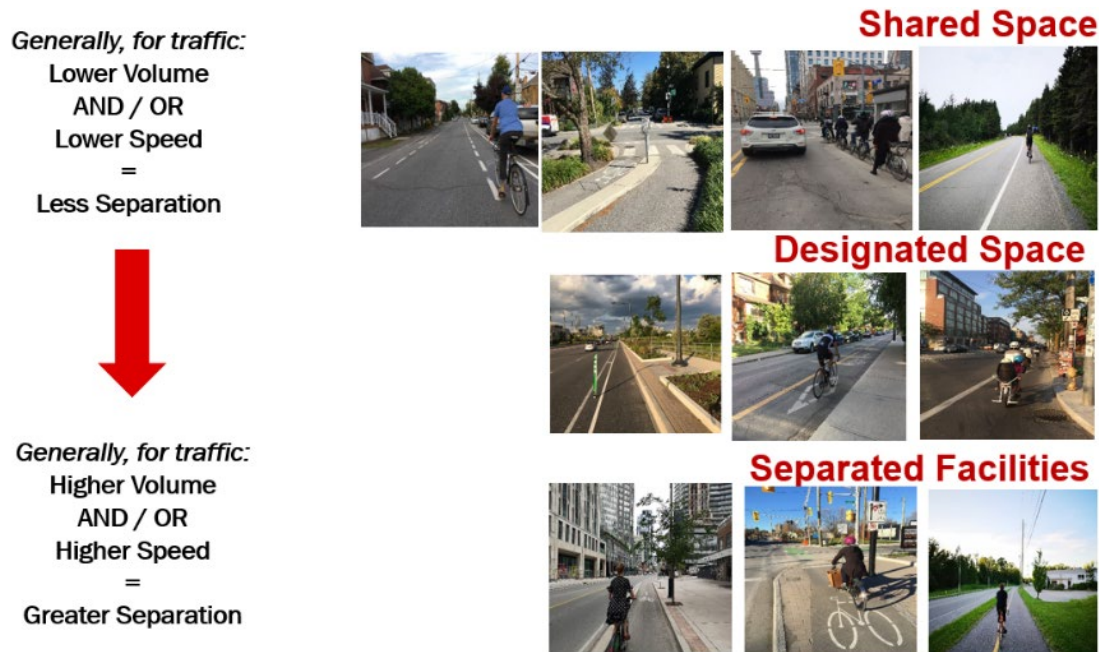 Generally, for traffic:
Lower Volume
AND / OR
Lower Speed
=
Less Separation
Shared Space
Designated Space
Generally, for traffic:
Higher Volume
AND / OR
Higher Speed
=
Greater Separation
Separated Facilities